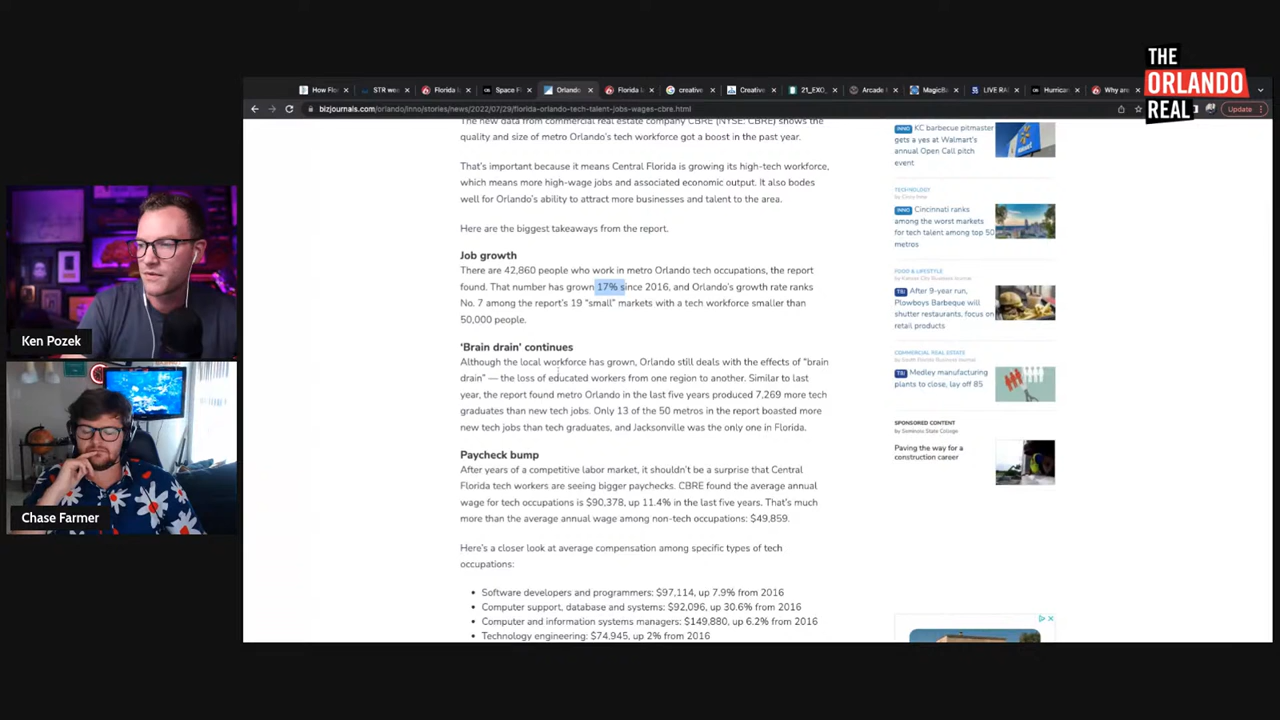 THE
ORLANDO
REAL
How Fl
STR we
Florida l
Space F
Orlando
Florida l
creative
Creative
21_EXO
Arcade
MagicB
LIVE RA
Hurric
Why are
bizjournals.com/orlando/inno/stories/news/2022/07/29/florida-orlando-tech-talent-jobs-wages-cbre.html
Update
The new data from commercial real estate company CBRE (NYSE: CBRE) shows the
quality and size of metro Orlando's tech workforce got a boost in the past year.
That's important because it means Central Florida is growing its high-tech workforce,
which means more high-wage jobs and associated economic output. It also bodes
well for Orlando's ability to attract more businesses and talent to the area.
Here are the biggest takeaways from the report.
Job growth
There are 42,860 people who work in metro Orlando tech occupations, the report
found. That number has grown 17% since 2016, and Orlando's growth rate ranks
No. 7 among the report's 19 "small" markets with a tech workforce smaller than
50,000 people.
'Brain drain' continues
Although the local workforce has grown, Orlando still deals with the effects of "brain
drain" — the loss of educated workers from one region to another. Similar to last
year, the report found metro Orlando in the last five years produced 7,269 more tech
graduates than new tech jobs. Only 13 of the 50 metros in the report boasted more
new tech jobs than tech graduates, and Jacksonville was the only one in Florida.
Paycheck bump
After years of a competitive labor market, it shouldn't be a surprise that Central
Florida tech workers are seeing bigger paychecks. CBRE found the average annual
wage for tech occupations is $90,378, up 11.4% in the last five years. That's much
more than the average annual wage among non-tech occupations: $49,859.
Here's a closer look at average compensation among specific types of tech
occupations:
• Software developers and programmers: $97,114, up 7.9% from 2016
• Computer support, database and systems: $92,096, up 30.6% from 2016
• Computer and information systems managers: $149,880, up 6.2% from 2016
• Technology engineering: $74,945, up 2% from 2016
INNO KC barbecue pitmaster
gets a yes at Walmart's
annual Open Call pitch
event
TECHNOLOGY
INNO Cincinnati ranks
among the worst markets
for tech talent among top 50
metros
FOOD & LIFESTYLE
by Kansas City Business Journal
TBJ After 9-year run,
Plowboys Barbecue will
shutter restaurants, focus on
retail products
COMMERCIAL REAL ESTATE
by South Florida Business Journal
Medley manufacturing
plants to close, lay off 85
SPONSORED CONTENT
by Seminole State College
Paving the way for a
construction career
Ken Pozek
Chase Farmer